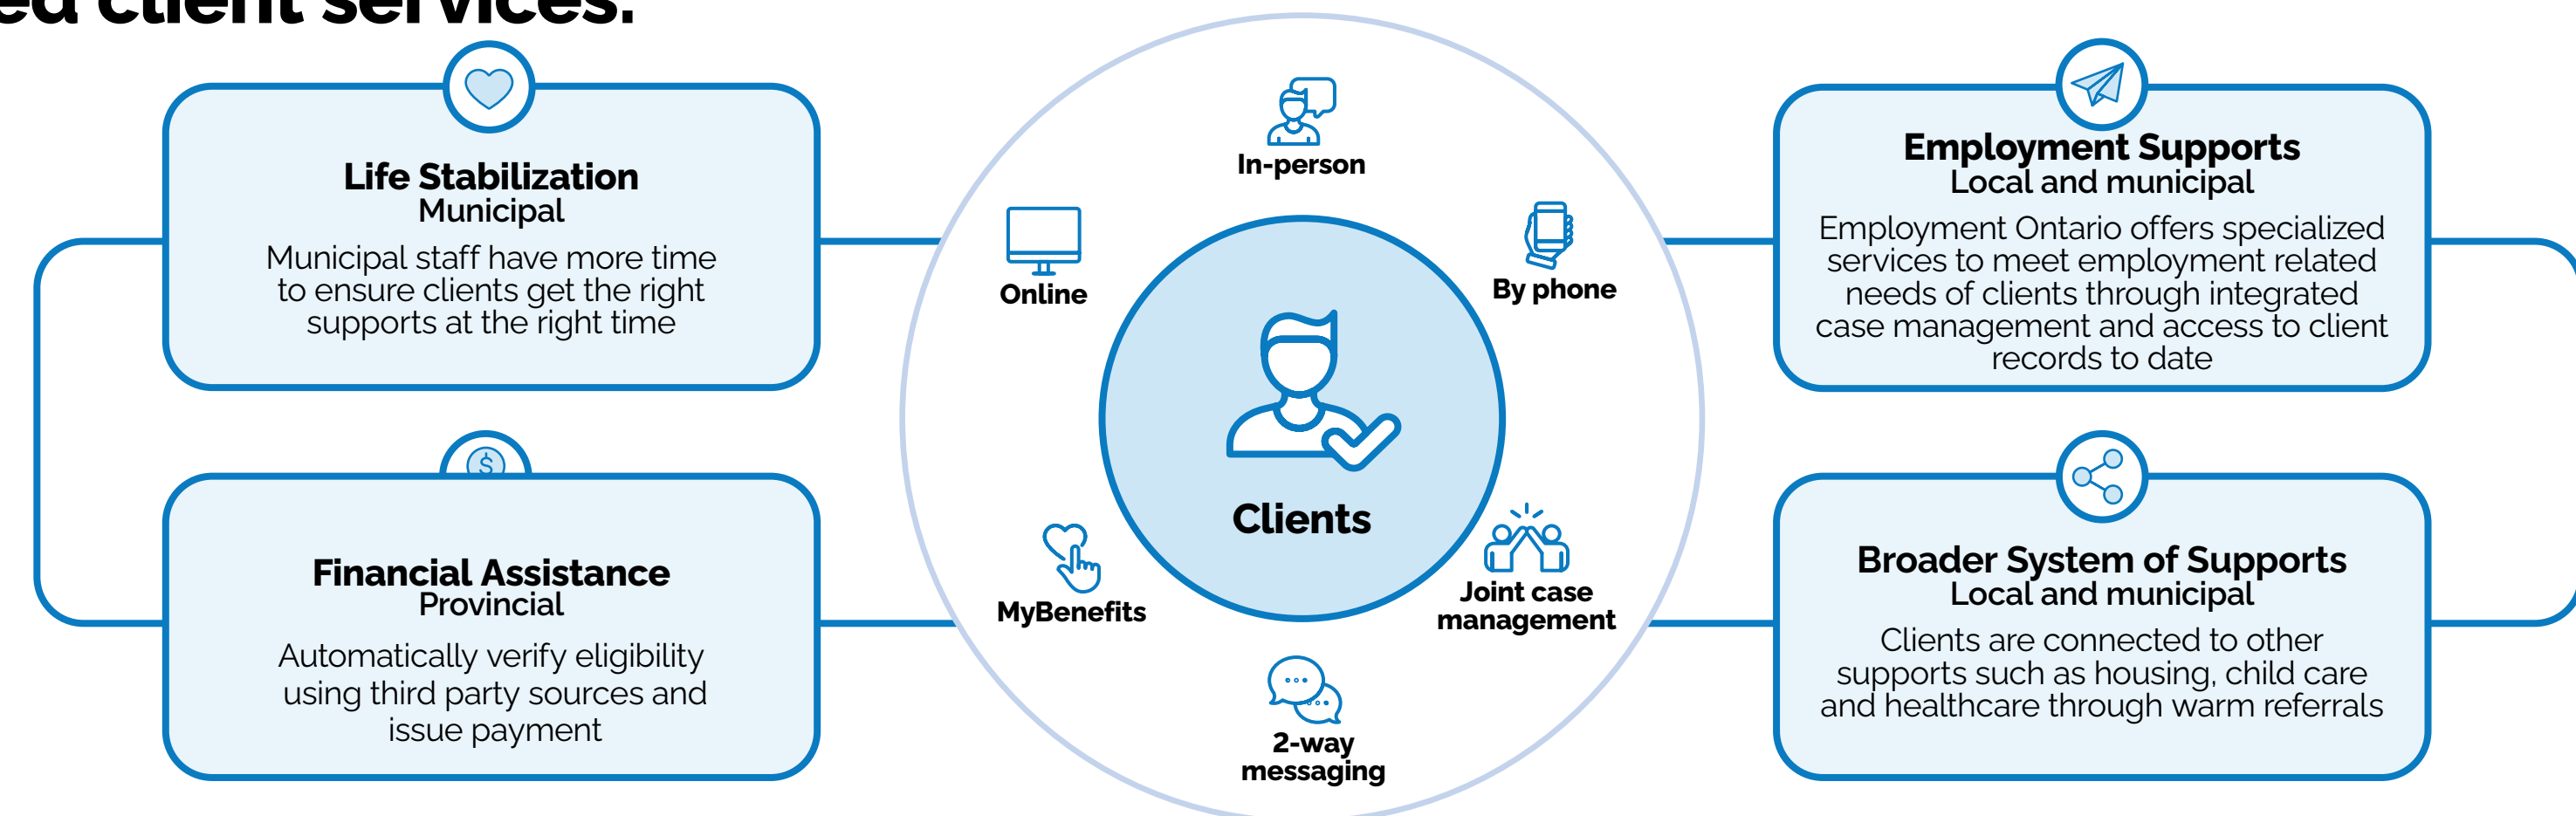 ed client services.
Life Stabilization
Municipal
Municipal staff have more time
to ensure clients get the right
supports at the right time
Financial Assistance
Provincial
Automatically verify eligibility
using third party sources and
issue payment
In-person
Online
By phone
Clients
MyBenefits
Joint case
management
2-way
messaging
Employment Supports
Local and municipal
Employment Ontario offers specialized
services to meet employment related
needs of clients through integrated
case management and access to client
records to date
Broader System of Supports
Local and municipal
Clients are connected to other
supports such as housing, child care
and healthcare through warm referrals